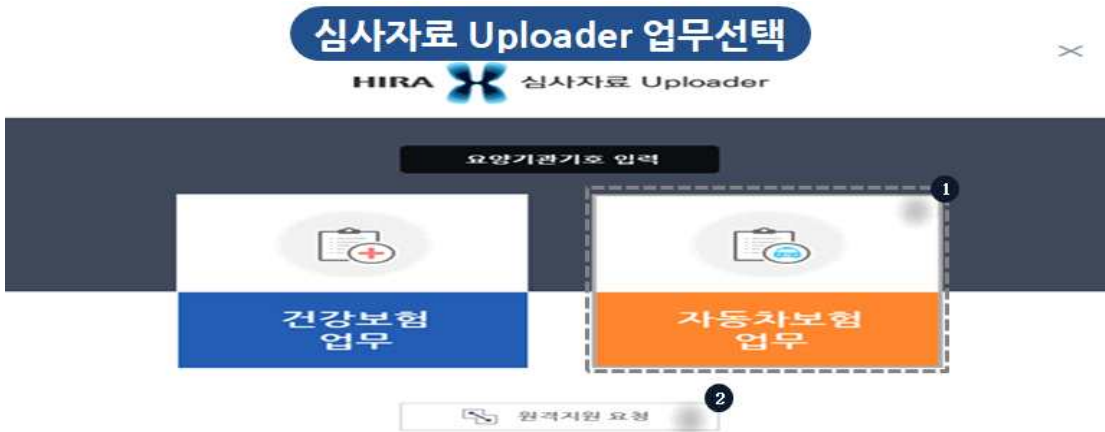 심사자료 Uploader 업무선택
HIRA 심사자료 Uploader
요양기관기호 입력
1
건강보험
업무
자동차보험
업무
2
원격지원 요청